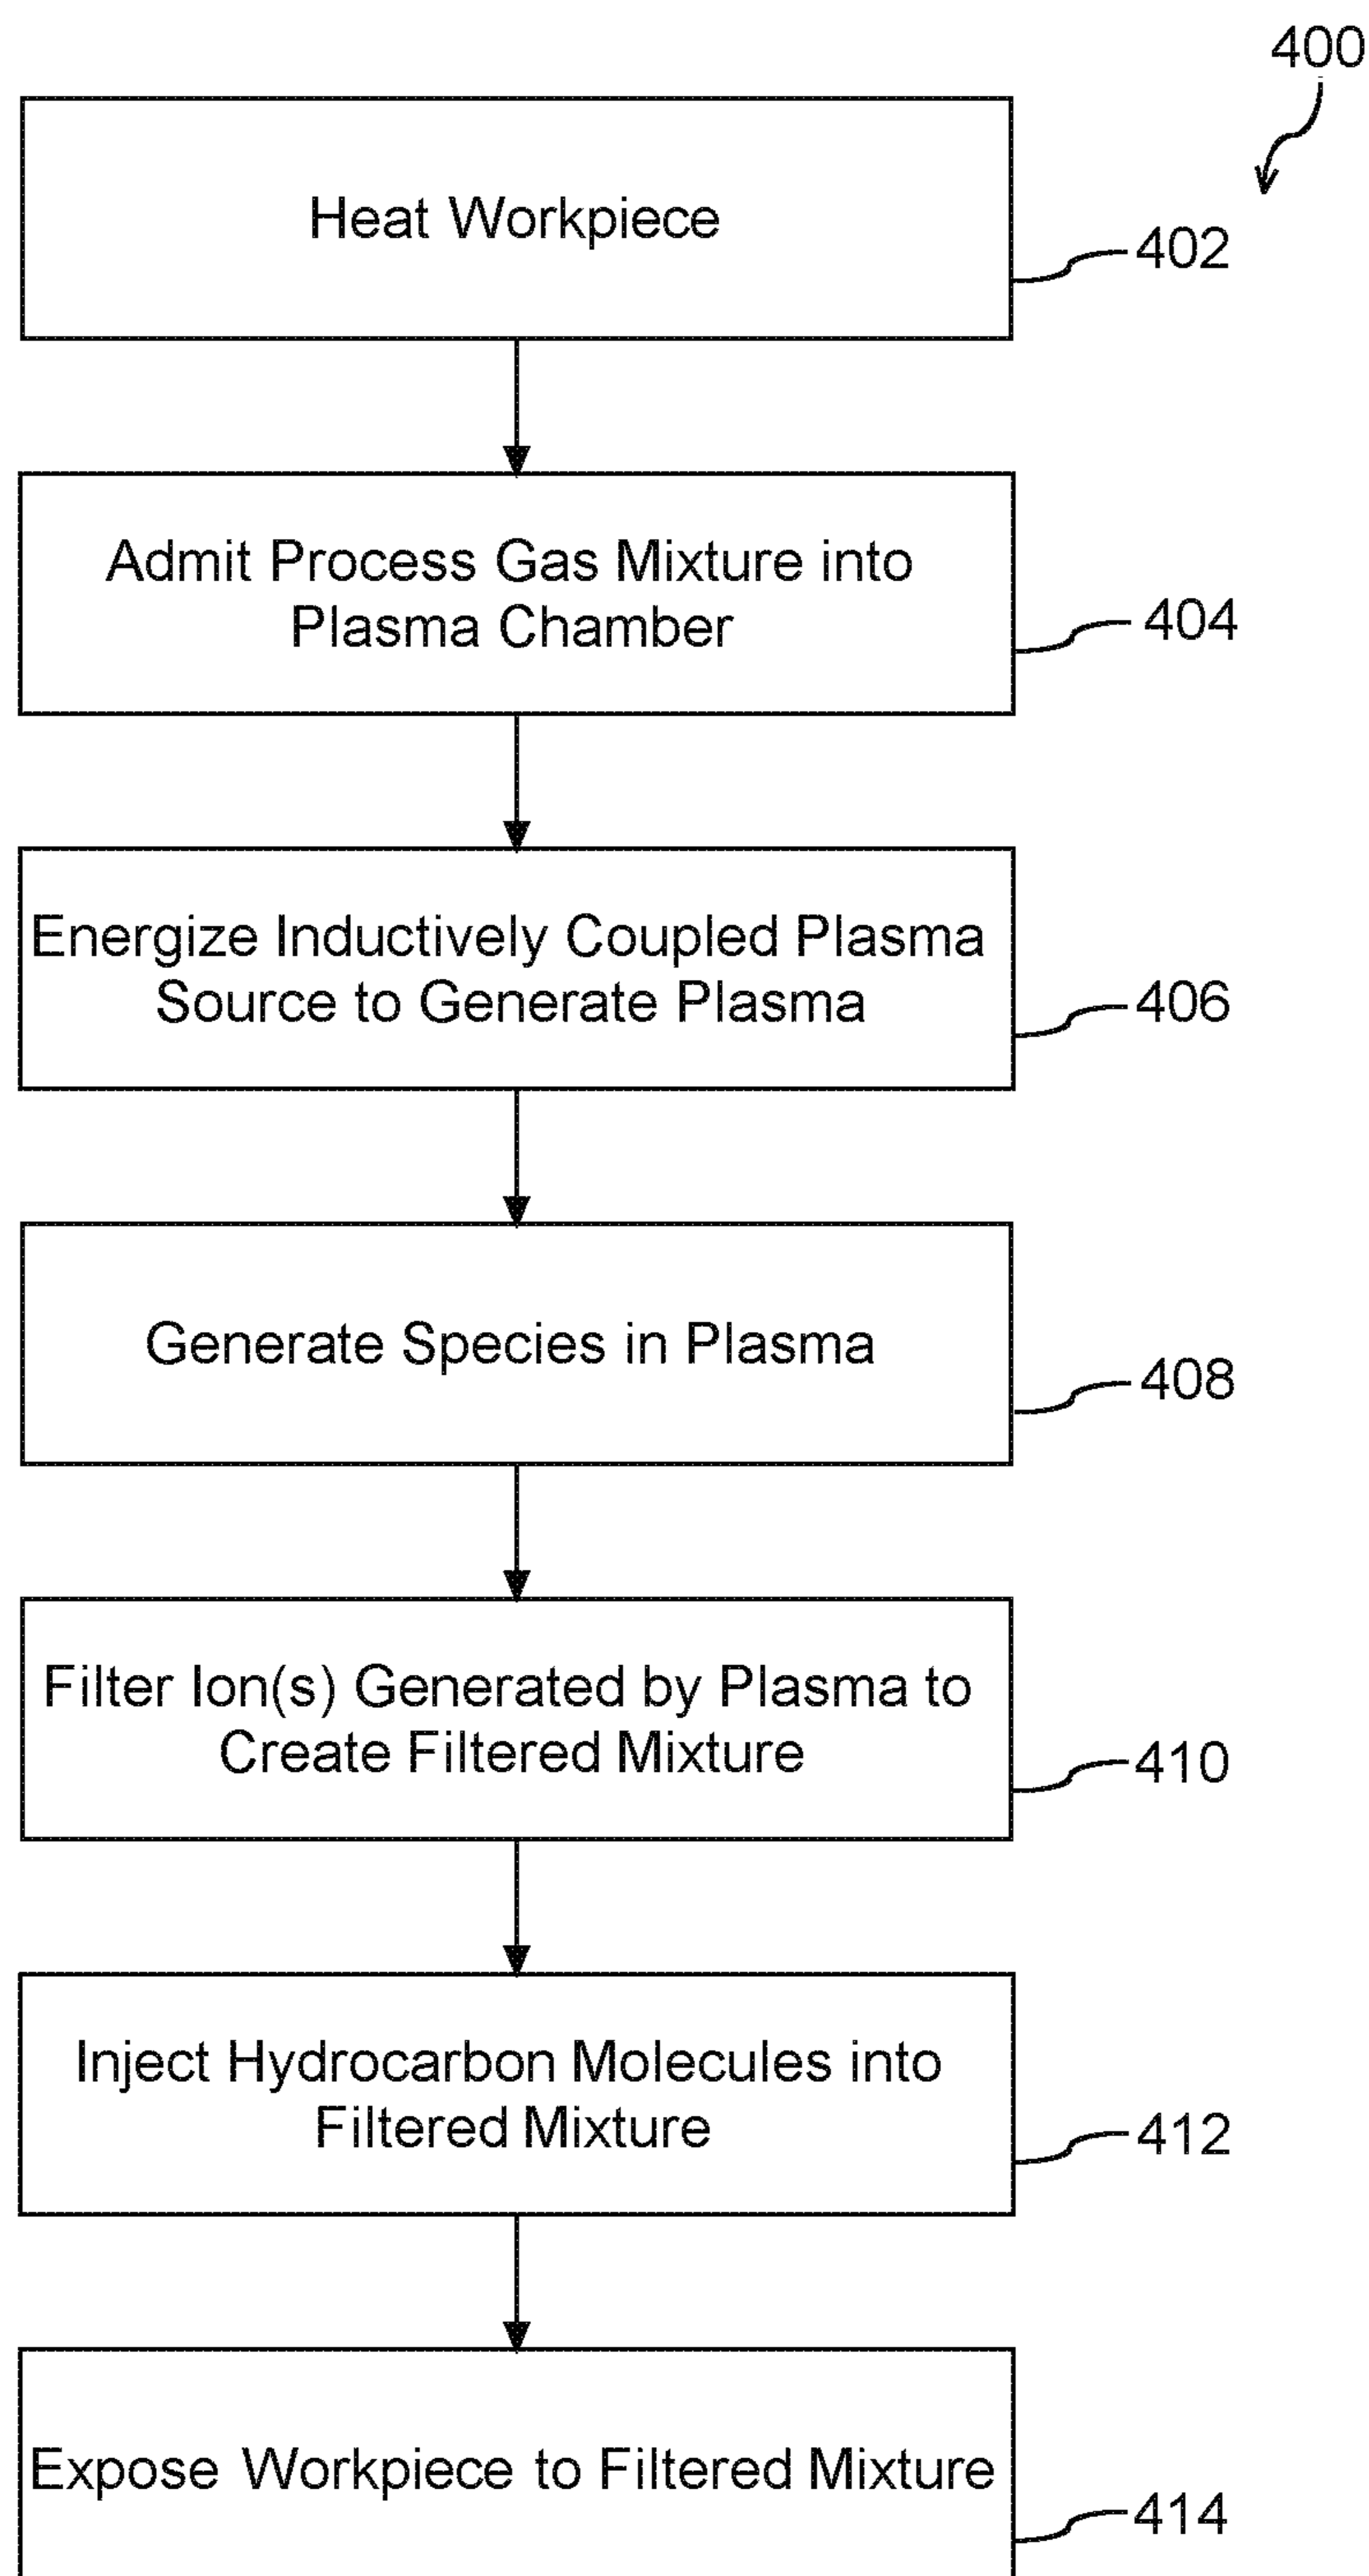 400
Heat Workpiece
402
Admit Process Gas Mixture into
Plasma Chamber
404
Energize Inductively Coupled Plasma
Source to Generate Plasma
406
Generate Species in Plasma
408
Filter Ion(s) Generated by Plasma to
Create Filtered Mixture
410
Inject Hydrocarbon Molecules into
Filtered Mixture
412
Expose Workpiece to Filtered Mixture
414